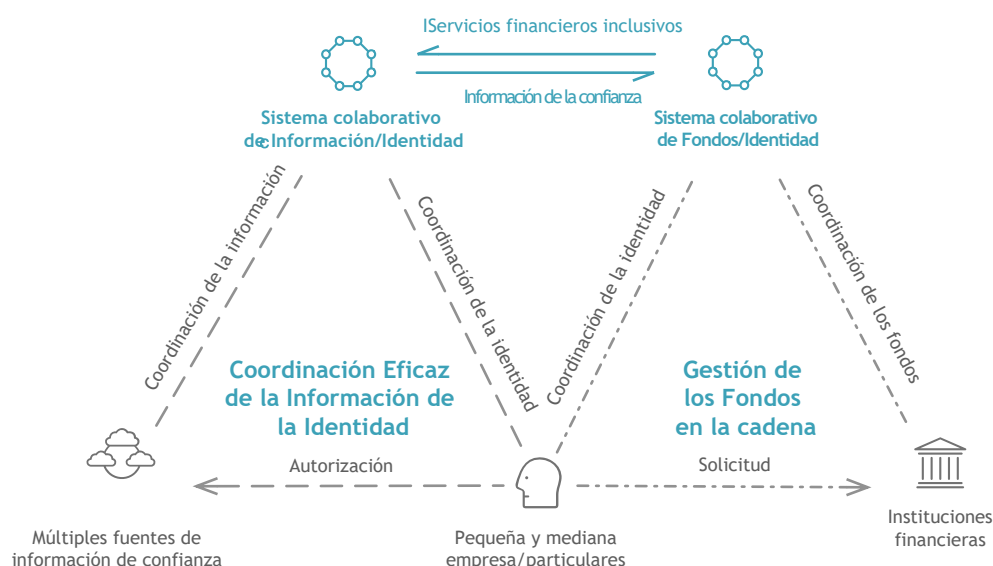 IServicios financieros inclusivos
Información de la confianza
Sistema colaborativo
de Información/Identidad
Sistema colaborativo
de Fondos/Identidad
Coordinación de la información
Coordinación de la identidad
Coordinación de la identidad
Coordinación de los fondos
Coordinación Eficaz
de la Información de
la Identidad
Gestión de
los Fondos
en la cadena
Autorización
Solicitud
Múltiples fuentes de
información de confianza
Pequeña y mediana
empresa/particulares
Instituciones
financieras